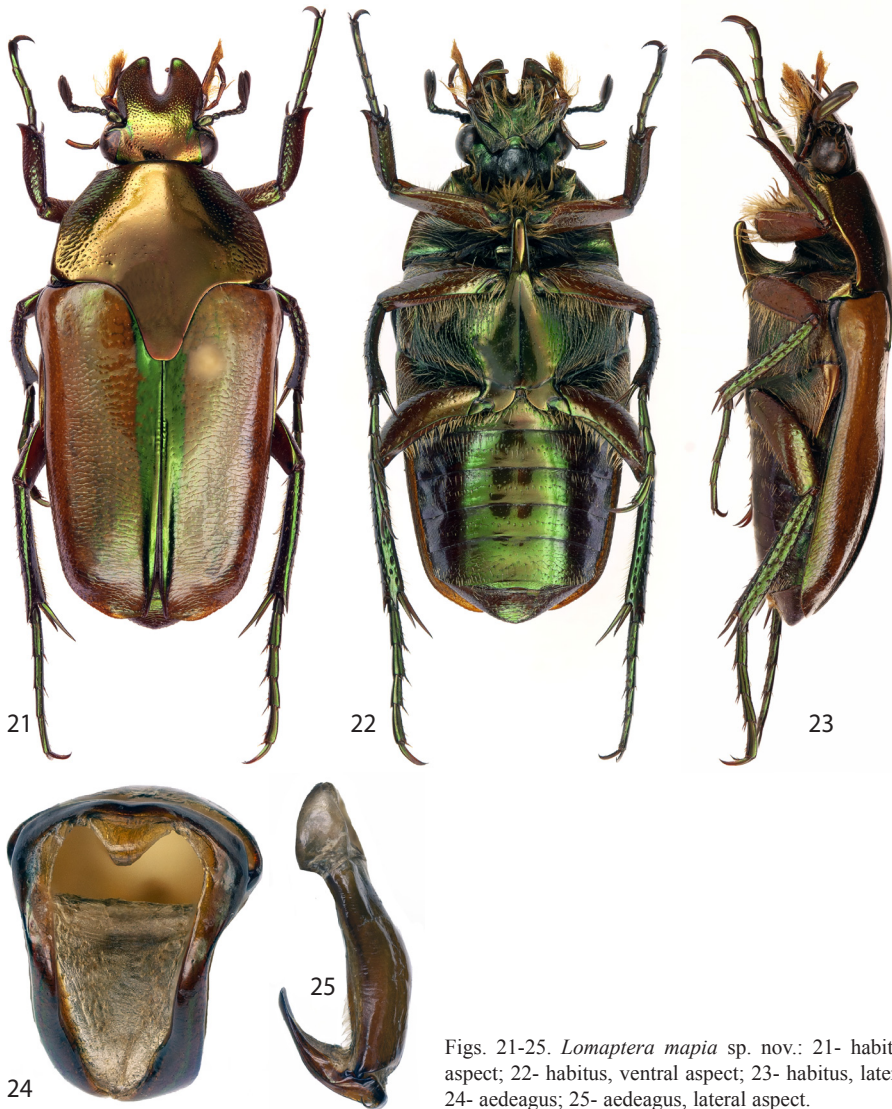 21
22
23
24
25
Figs. 21-25. Lomaptera mapia sp. nov.: 21- habit
aspect; 22- habitus, ventral aspect; 23- habitus, late
24- aedeagus; 25- aedeagus, lateral aspect.